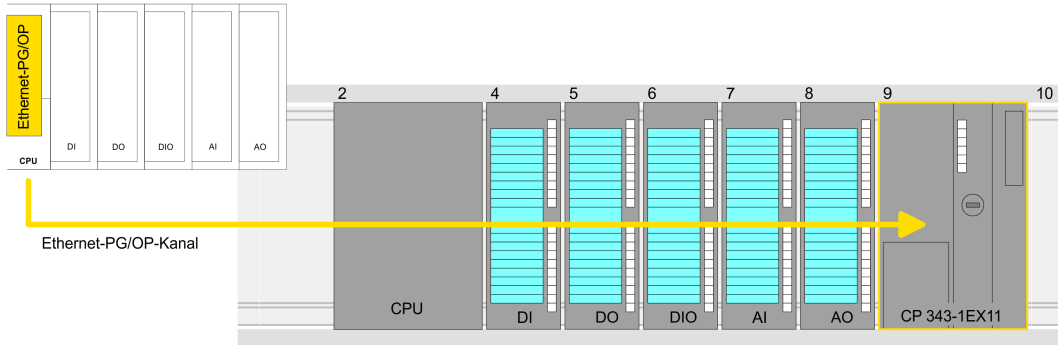 Ethernet-PG/OP
CPU
DI
DO
DIO
AI
AO
2
4
5
6
7
8
9
10
Ethernet-PG/OP-Kanal
CPU
DI
DO
DIO
AI
AO
CP 343-1EX11